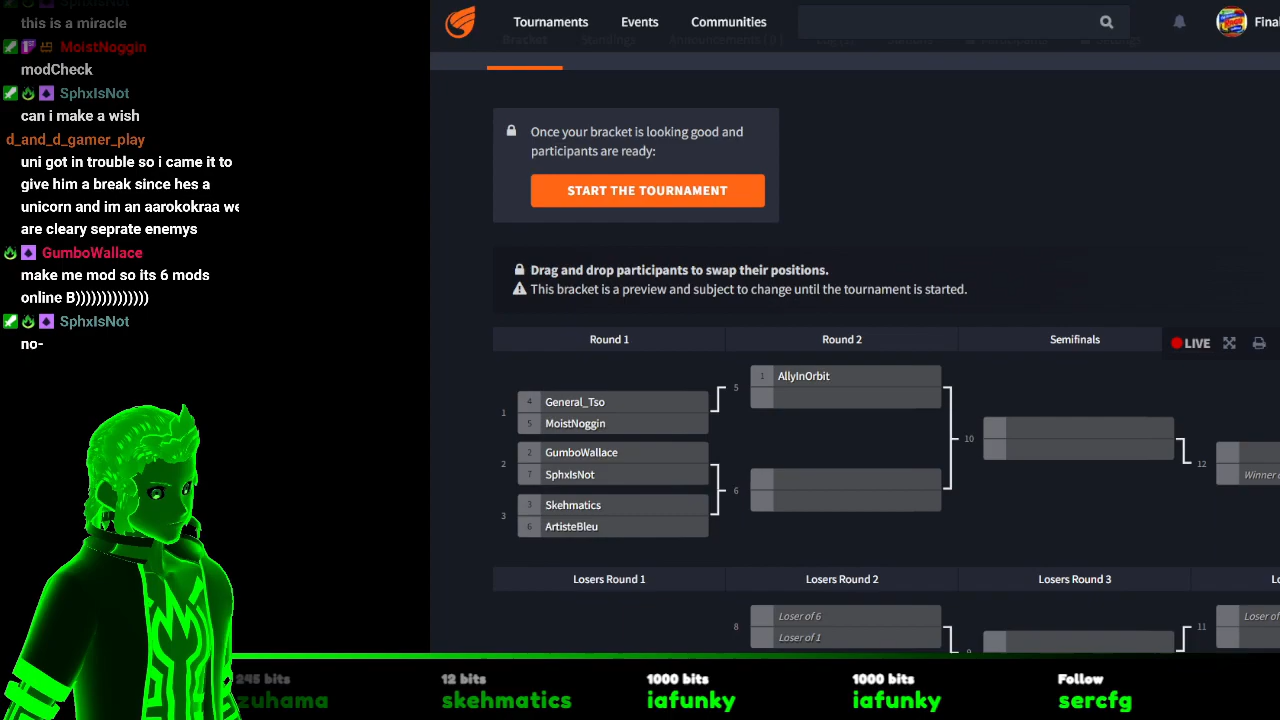 SphxIsNot
this is a miracle
MoistNoggin
modCheck
SphxIsNot
can i make a wish
d_and_d_gamer_play
uni got in trouble so i came it to
give him a break since hes a
unicorn and im an aarokokraa we
are cleary seprate enemys
GumboWallace
make me mod so its 6 mods
online B)))))))))))))
SphxIsNot
no-
Tournaments
Events
Communities
Final
Bracket
Standings
Once your bracket is looking good and
participants are ready:
START THE TOURNAMENT
Drag and drop participants to swap their positions.
This bracket is a preview and subject to change until the tournament is started.
Round 1
Round 2
Semifinals
LIVE
1
4 General_Tso
5 MoistNoggin
2
2 GumboWallace
7 SphxIsNot
3
3 Skehmatics
6 ArtisteBleu
5
1 AllyInOrbit
6
10
12
Winner
Losers Round 1
Losers Round 2
Losers Round 3
8
Loser of 6
Loser of 1
11
Loser of
245 bits
zuhama
12 bits
skehmatics
1000 bits
iafunky
1000 bits
iafunky
Follow
sercfg